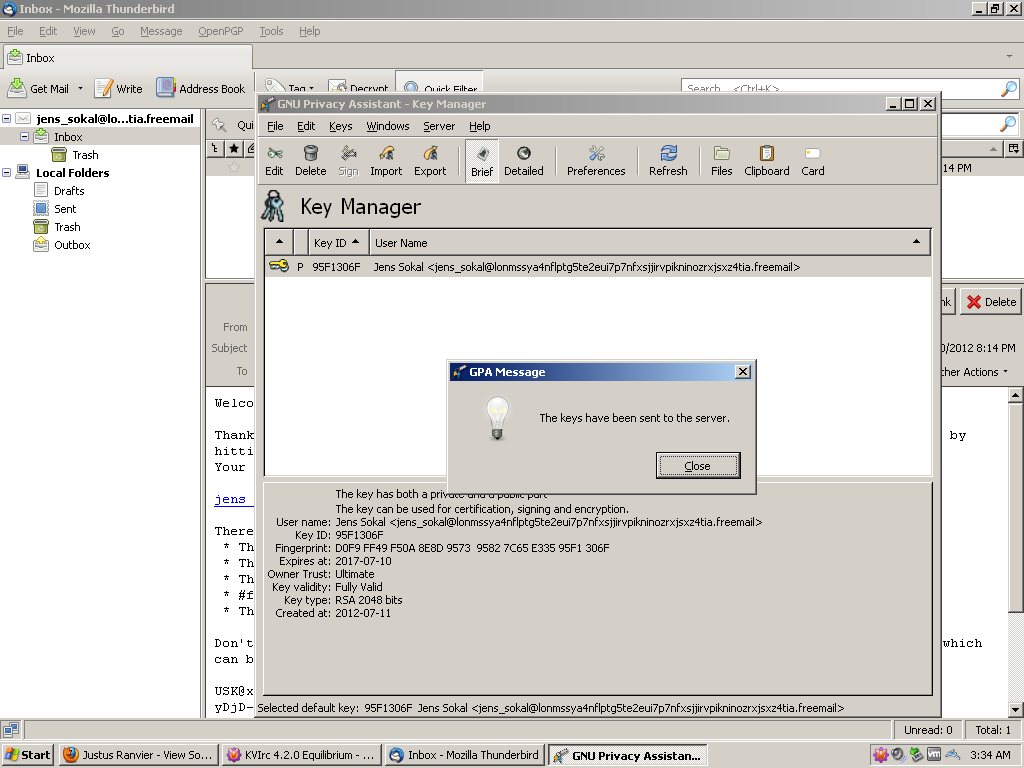 Inbox - Mozilla Thunderbird
File Edit View Go Message OpenPGP Tools Help
Inbox
Get Mail Write Address Book Tag Decrypt Quick Filter Search... <Ctrl+K>
jens_sokal@lo...tia.freemail
Inbox
Trash
Local Folders
Drafts
Sent
Trash
Outbox
Qui
14 PM
nk Delete
From
Subject 0/2012 8:14 PM
To her Actions
Welco
Thank by
hitti
Your
jens_
There
* Th
* Th
* Th
* #f
* Th
Don't which
can b
USK@x
yDjD-
GNU Privacy Assistant - Key Manager
File Edit Keys Windows Server Help
Edit Delete Sign Import Export Brief Detailed Preferences Refresh Files Clipboard Card
Key Manager
Key ID User Name
P 95F1306F Jens Sokal <jens_sokal@lonmssya4nflptg5te2eui7p7nfxsjjirvpikninozrxjsxz4tia.freemail>
GPA Message
The keys have been sent to the server.
Close
The key has both a private and a public part
The key can be used for certification, signing and encryption.
User name: Jens Sokal <jens_sokal@lonmssya4nflptg5te2eui7p7nfxsjjirvpikninozrxjsxz4tia.freemail>
Key ID: 95F1306F
Fingerprint: D0F9 FF49 F50A 8E8D 9573 9582 7C65 E335 95F1 306F
Expires at: 2017-07-10
Owner Trust: Ultimate
Key validity: Fully Valid
Key type: RSA 2048 bits
Created at: 2012-07-11
Selected default key: 95F1306F Jens Sokal <jens_sokal@lonmssya4nflptg5te2eui7p7nfxsjjirvpikninozrxjsxz4tia.freemail>
Unread: 0 Total: 1
Start Justus Ranvier - View So... KVIrc 4.2.0 Equilibrium - ... Inbox - Mozilla Thunderbird GNU Privacy Assistan... 3:34 AM